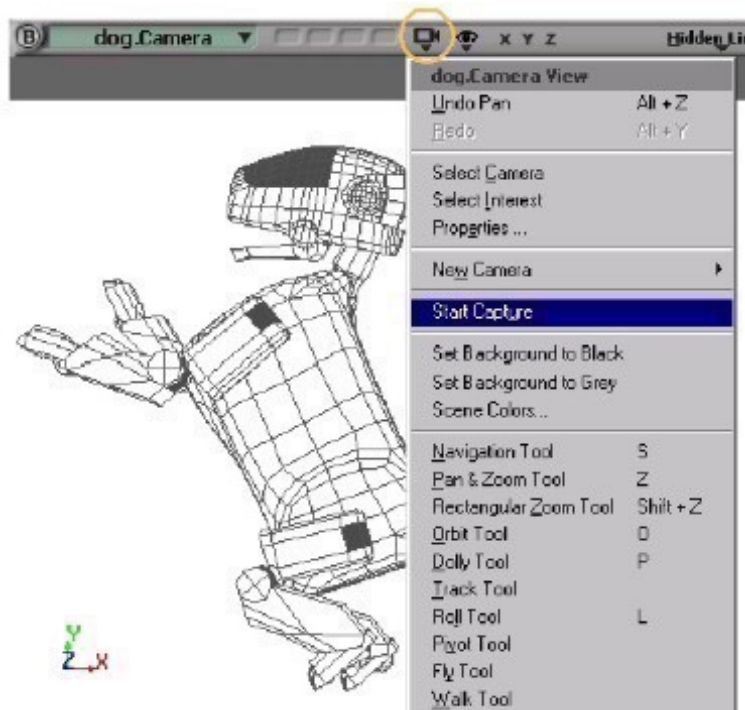 B dog.Camera X Y Z Hidden Li
dog.Camera View
Undo Pan Alt + Z
Redo Alt + Y
Select Camera
Select Interest
Properties ...
New Camera
Start Capture
Set Background to Black
Set Background to Grey
Scene Colors...
Navigation Tool S
Pan & Zoom Tool Z
Rectangular Zoom Tool Shift + Z
Orbit Tool O
Dolly Tool P
Track Tool
Roll Tool L
Pivot Tool
Fly Tool
Walk Tool
Y
Z X